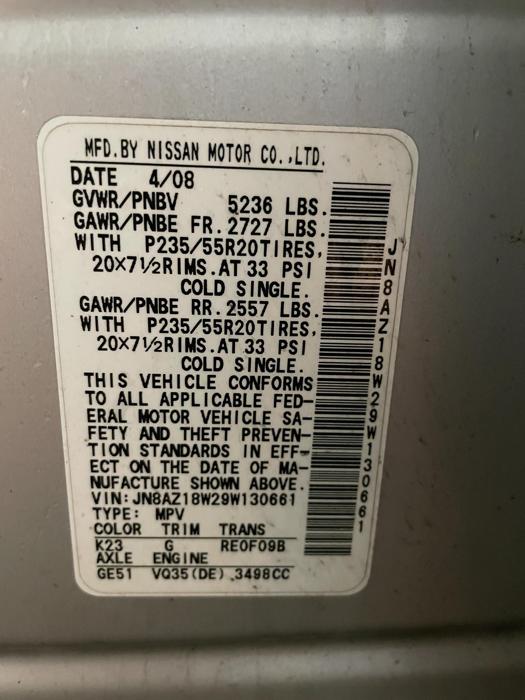 MFD.BY NISSAN MOTOR CO.,LTD.
DATE 4/08
GVWR/PNBV 5236 LBS.
GAWR/PNBE FR.2727 LBS.
WITH P235/55R20TIRES,
20×7½RIMS.AT 33 PSI
COLD SINGLE.
GAWR/PNBE RR.2557 LBS.
WITH P235/55R20TIRES,
20×7½RIMS.AT 33 PSI
COLD SINGLE.
THIS VEHICLE CONFORMS
TO ALL APPLICABLE FED-
ERAL MOTOR VEHICLE SA-
FETY AND THEFT PREVEN-
TION STANDARDS IN EFF-
ECT ON THE DATE OF MA-
NUFACTURE SHOWN ABOVE.
VIN:JN8AZ18W29W130661
TYPE: MPV
COLOR TRIM TRANS
K23 G RE0F09B
AXLE ENGINE
GE51 VQ35(DE) 3498CC
JN8AZ18W29W130661